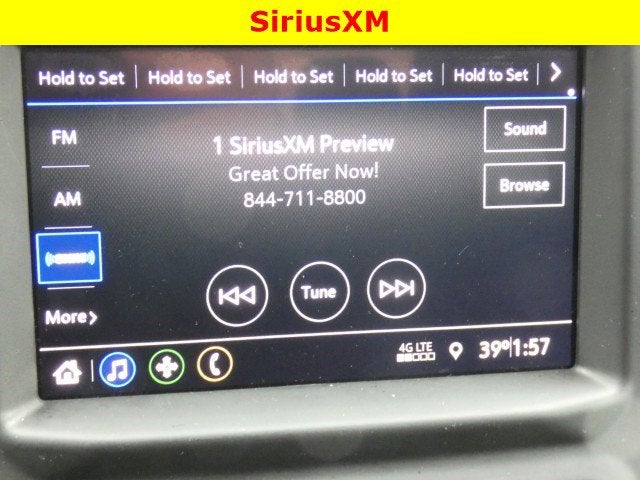 SiriusXM
Hold to Set Hold to Set Hold to Set Hold to Set Hold to Set
FM
1 SiriusXM Preview
Sound
Great Offer Now!
Browse
AM
844-711-8800
Tune
More
4G LTE
39° 1:57